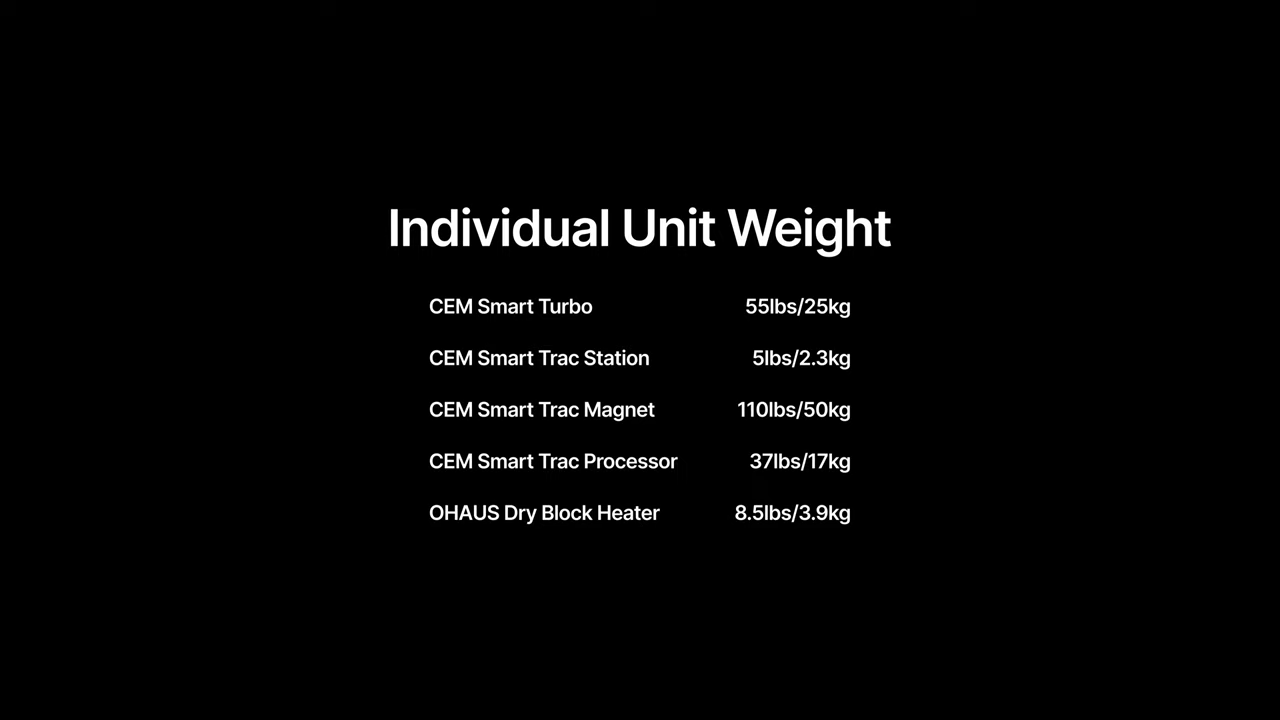 Individual Unit Weight
CEM Smart Turbo 55lbs/25kg
CEM Smart Trac Station 5lbs/2.3kg
CEM Smart Trac Magnet 110lbs/50kg
CEM Smart Trac Processor 37lbs/17kg
OHAUS Dry Block Heater 8.5lbs/3.9kg